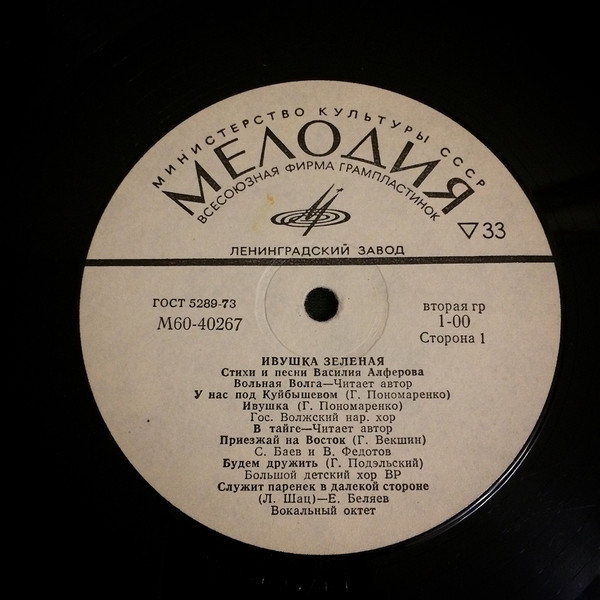 МИНИСТЕРСТВО КУЛЬТУРЫ СССР
МЕЛОДИЯ
ВСЕСОЮЗНАЯ ФИРМА ГРАМПЛАСТИНОК
▽33
ЛЕНИНГРАДСКИЙ ЗАВОД
ГОСТ 5289-73
М60-40267
вторая гр
1-00
Сторона 1
ИВУШКА ЗЕЛЕНАЯ
Стихи и песни Василия Алферова
Вольная Волга—Читает автор
У нас под Куйбышевом (Г. Пономаренко)
Ивушка (Г. Пономаренко)
Гос. Волжский нар. хор
В тайге—Читает автор
Приезжай на Восток (Г. Векшин)
С. Баев и В. Федотов
Будем дружить (Г. Подэльский)
Большой детский хор ВР
Служит паренек в далекой стороне
(Л. Шац)—Е. Беляев
Вокальный октет